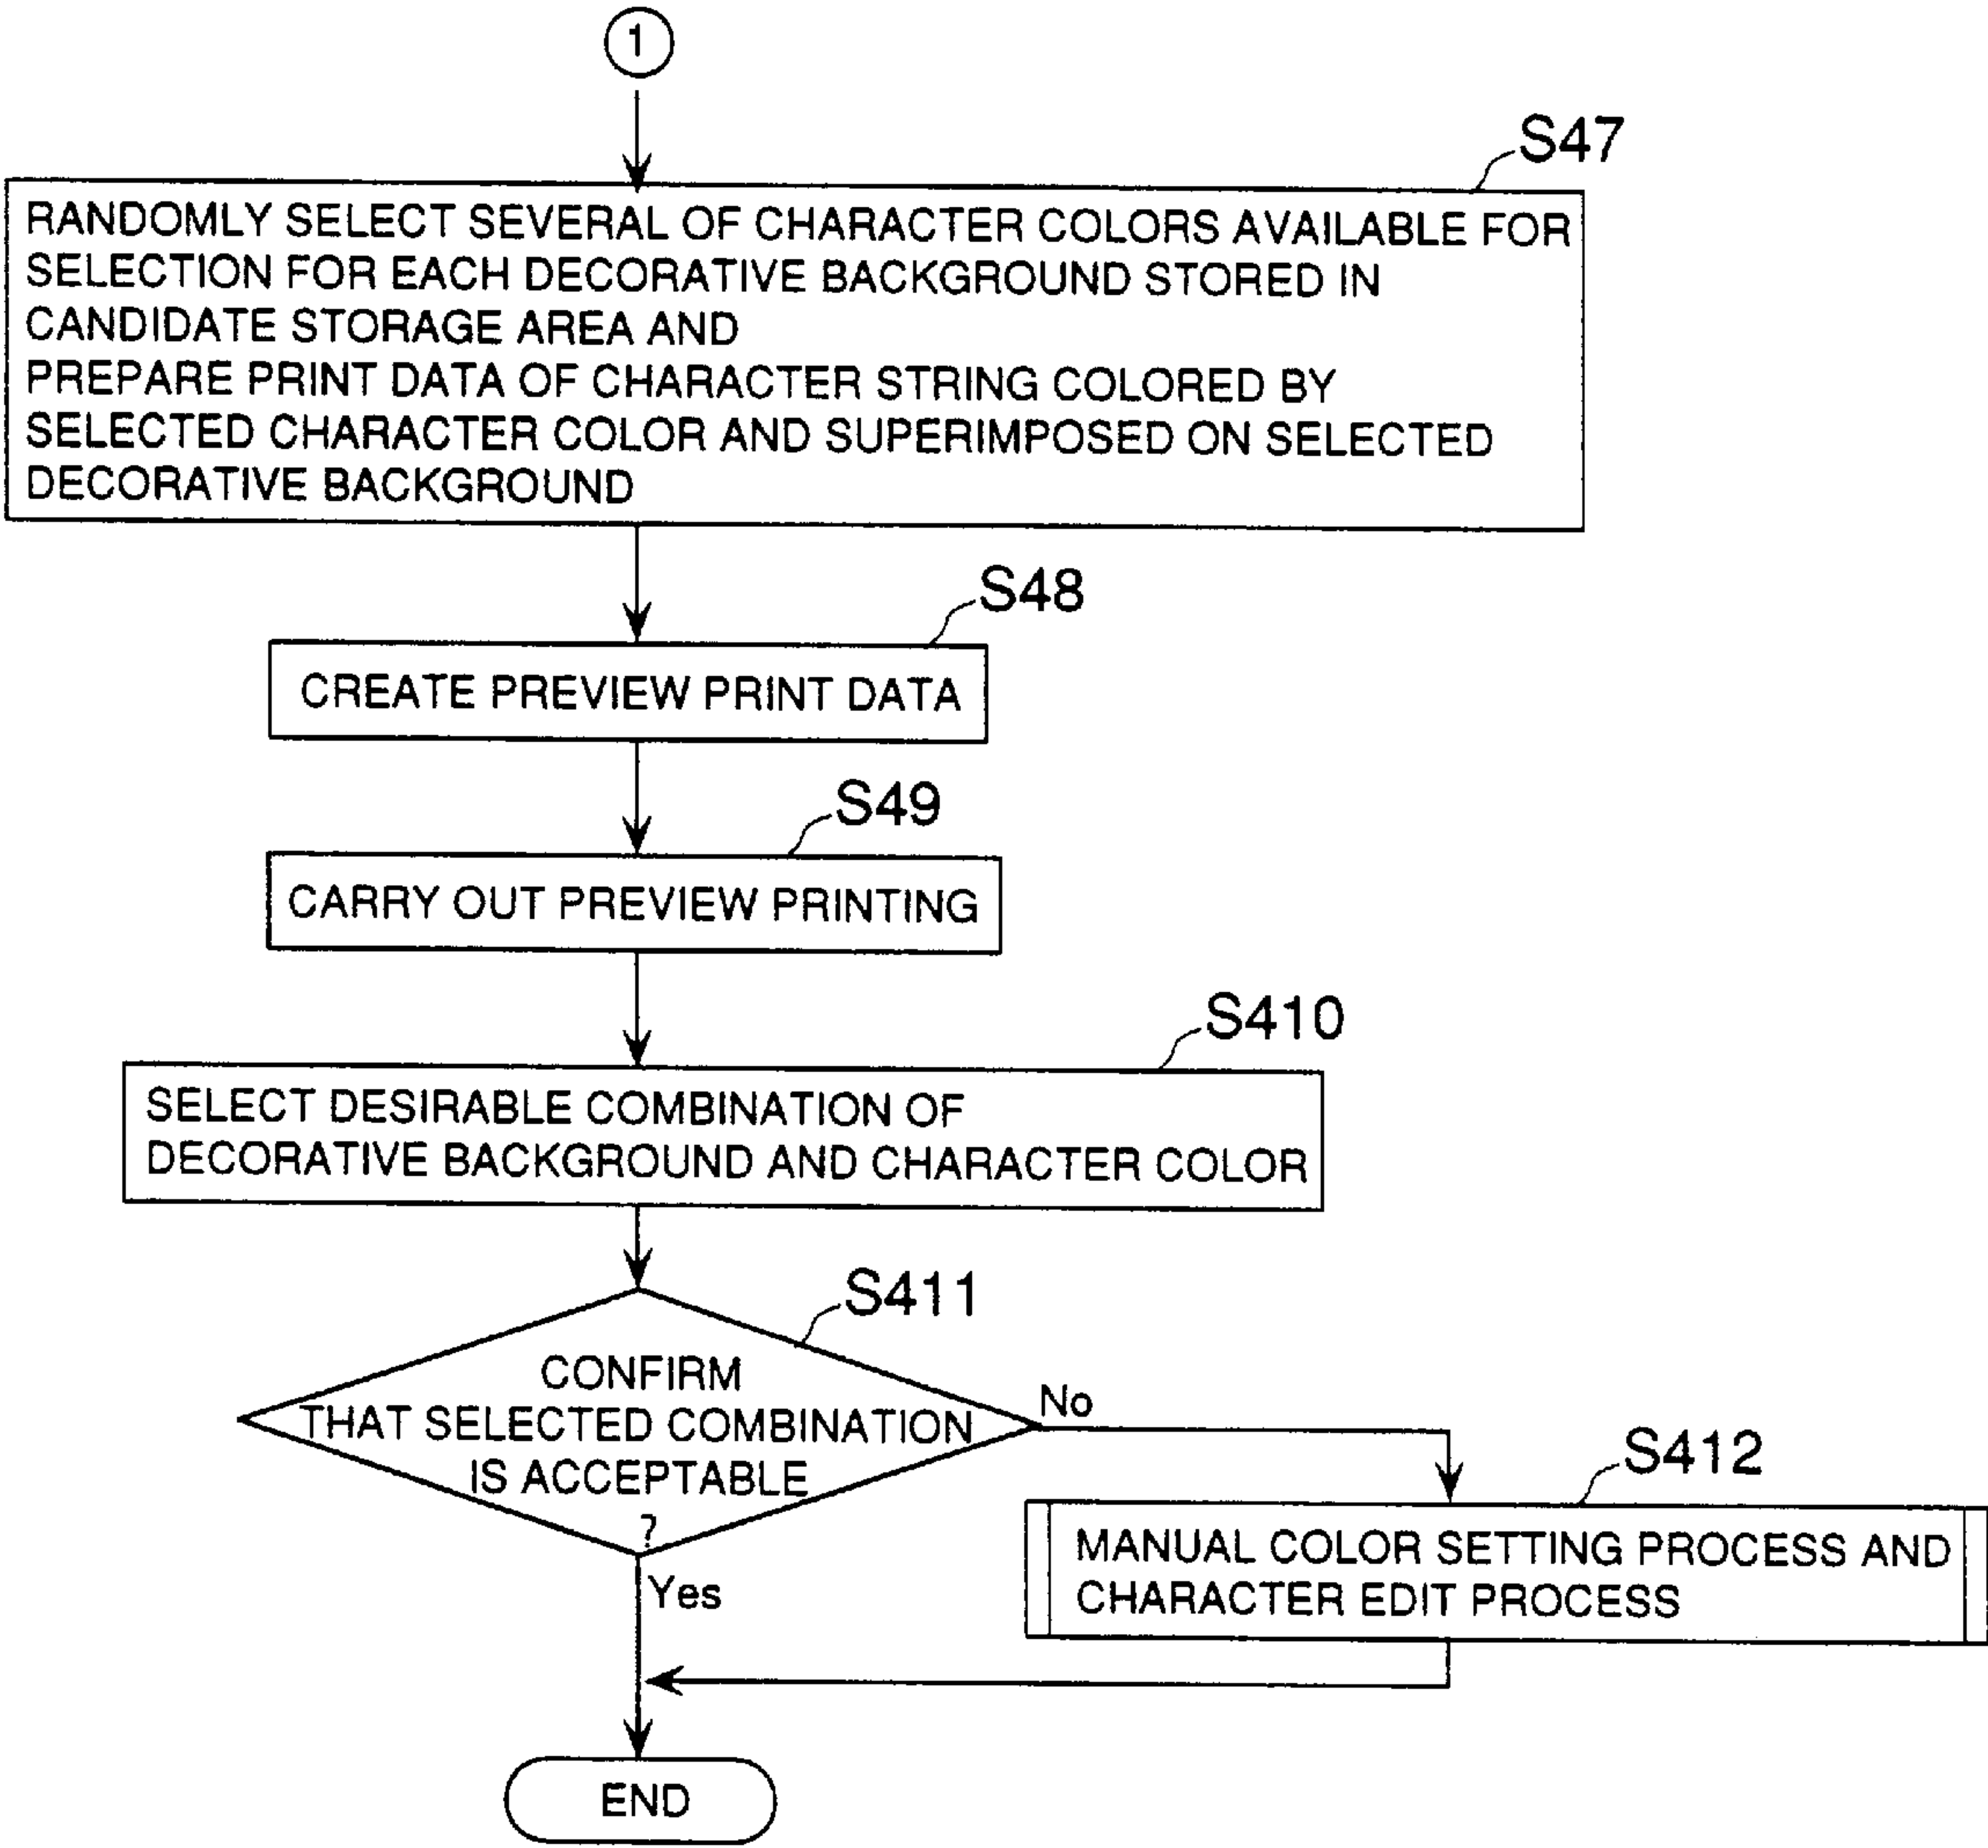 1
S47
RANDOMLY SELECT SEVERAL OF CHARACTER COLORS AVAILABLE FOR
SELECTION FOR EACH DECORATIVE BACKGROUND STORED IN
CANDIDATE STORAGE AREA AND
PREPARE PRINT DATA OF CHARACTER STRING COLORED BY
SELECTED CHARACTER COLOR AND SUPERIMPOSED ON SELECTED
DECORATIVE BACKGROUND
S48
CREATE PREVIEW PRINT DATA
S49
CARRY OUT PREVIEW PRINTING
S410
SELECT DESIRABLE COMBINATION OF
DECORATIVE BACKGROUND AND CHARACTER COLOR
S411
CONFIRM
THAT SELECTED COMBINATION
IS ACCEPTABLE
?
No
Yes
S412
MANUAL COLOR SETTING PROCESS AND
CHARACTER EDIT PROCESS
END